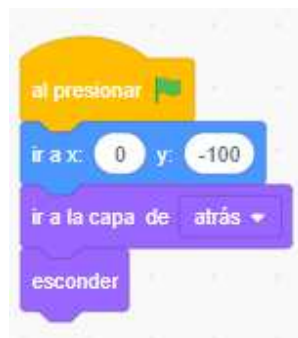 al presionar
ir a x: 0 y: -100
ir a la capa de atrás
esconder